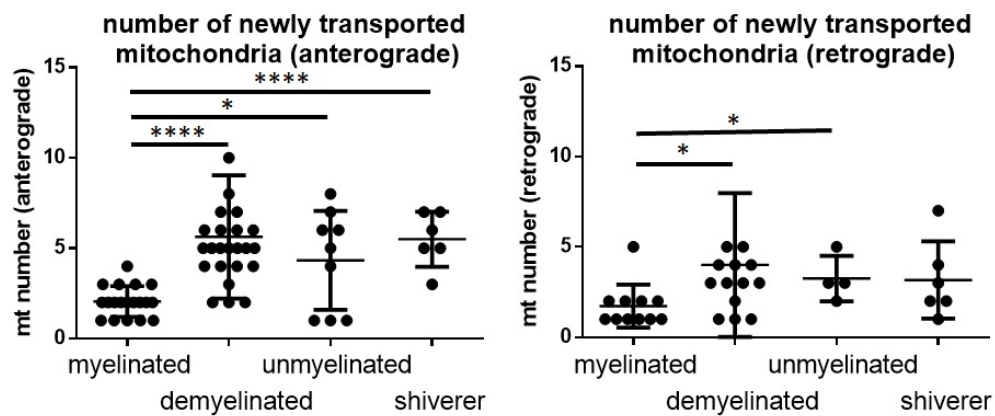 number of newly transported
mitochondria (anterograde)
mt number (anterograde)
15
10
5
0
****
*
****
myelinated
demyelinated
unmyelinated
shiverer
number of newly transported
mitochondria (retrograde)
mt number (retrograde)
15
10
5
0
*
*
myelinated
demyelinated
unmyelinated
shiverer